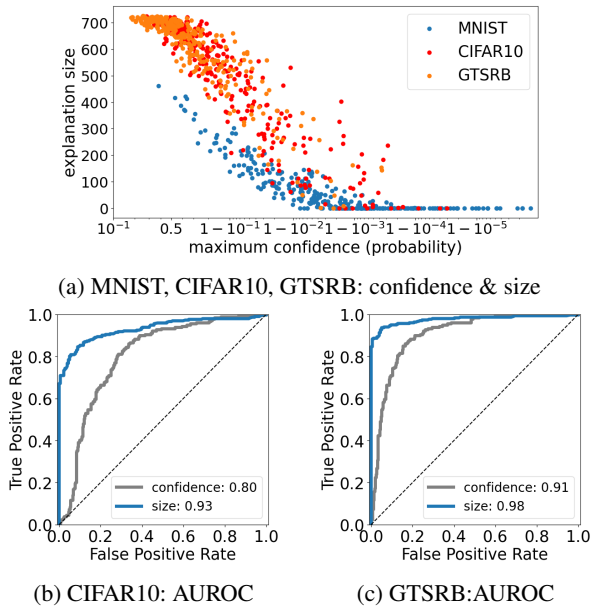 700
600
500
400
300
200
100
0
explanation size
MNIST
CIFAR10
GTSRB
10⁻¹ 0.5 1−10⁻¹ 1−10⁻² 1−10⁻³ 1−10⁻⁴ 1−10⁻⁵
maximum confidence (probability)
(a) MNIST, CIFAR10, GTSRB: confidence & size
1.0
0.8
0.6
0.4
0.2
0.0
True Positive Rate
confidence: 0.80
size: 0.93
0.0 0.2 0.4 0.6 0.8 1.0
False Positive Rate
(b) CIFAR10: AUROC
1.0
0.8
0.6
0.4
0.2
0.0
True Positive Rate
confidence: 0.91
size: 0.98
0.0 0.2 0.4 0.6 0.8 1.0
False Positive Rate
(c) GTSRB:AUROC